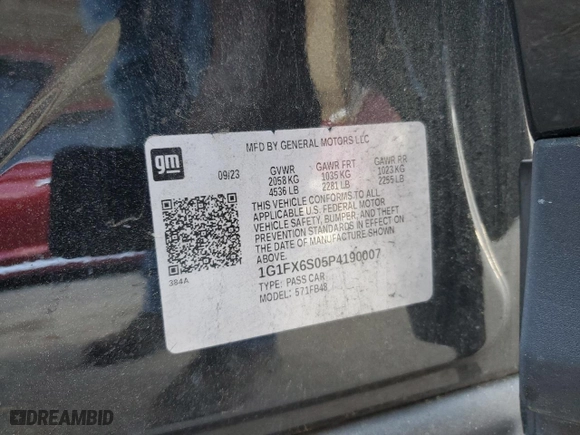 MFD BY GENERAL MOTORS LLC
gm
09/23
GVWR GAWR FRT GAWR RR
2058 KG 1035 KG 1023 KG
4536 LB 2281 LB 2255 LB
THIS VEHICLE CONFORMS TO ALL
APPLICABLE U.S. FEDERAL MOTOR
VEHICLE SAFETY, BUMPER, AND THEFT
PREVENTION STANDARDS IN EFFECT ON
THE DATE OF MANUFACTURE SHOWN
ABOVE.
1G1FX6S05P4190007
TYPE: PASS CAR
MODEL: 571FB48
384A
DREAMBID